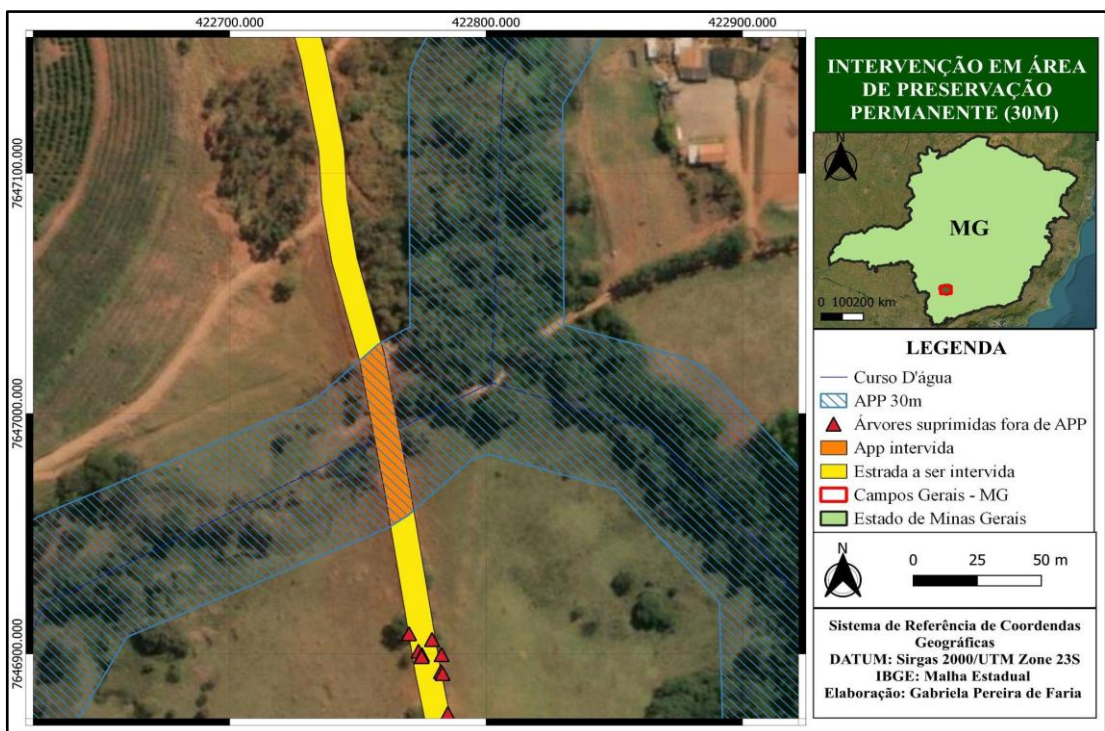 422700.000
422800.000
422900.000
7647100.000
7647000.000
7646900.000
INTERVENÇÃO EM ÁREA
DE PRESERVAÇÃO
PERMANENTE (30M)
N
MG
0 100200 km
LEGENDA
Curso D'água
APP 30m
Árvores suprimidas fora de APP
App intervida
Estrada a ser intervida
Campos Gerais - MG
Estado de Minas Gerais
N
0 25 50 m
Sistema de Referência de Coordendas
Geográficas
DATUM: Sirgas 2000/UTM Zone 23S
IBGE: Malha Estadual
Elaboração: Gabriela Pereira de Faria